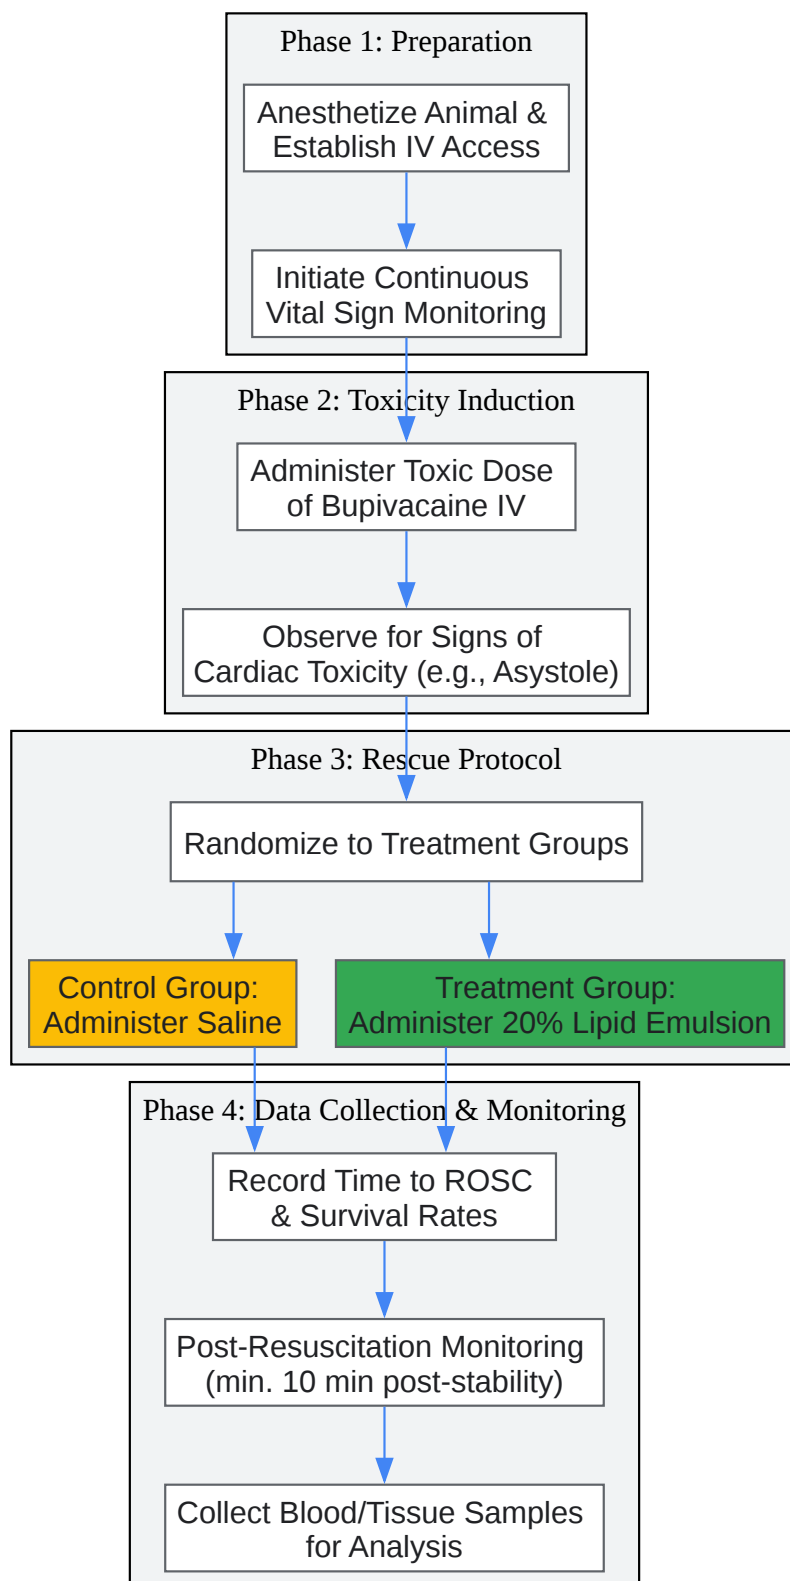 Phase 1: Preparation
Anesthetize Animal &
Establish IV Access
Initiate Continuous
Vital Sign Monitoring
Phase 2: Toxicity Induction
Administer Toxic Dose
of Bupivacaine IV
Observe for Signs of
Cardiac Toxicity (e.g., Asystole)
Phase 3: Rescue Protocol
Randomize to Treatment Groups
Control Group:
Administer Saline
Treatment Group:
Administer 20% Lipid Emulsion
Phase 4: Data Collection & Monitoring
Record Time to ROSC
& Survival Rates
Post-Resuscitation Monitoring
(min. 10 min post-stability)
Collect Blood/Tissue Samples
for Analysis